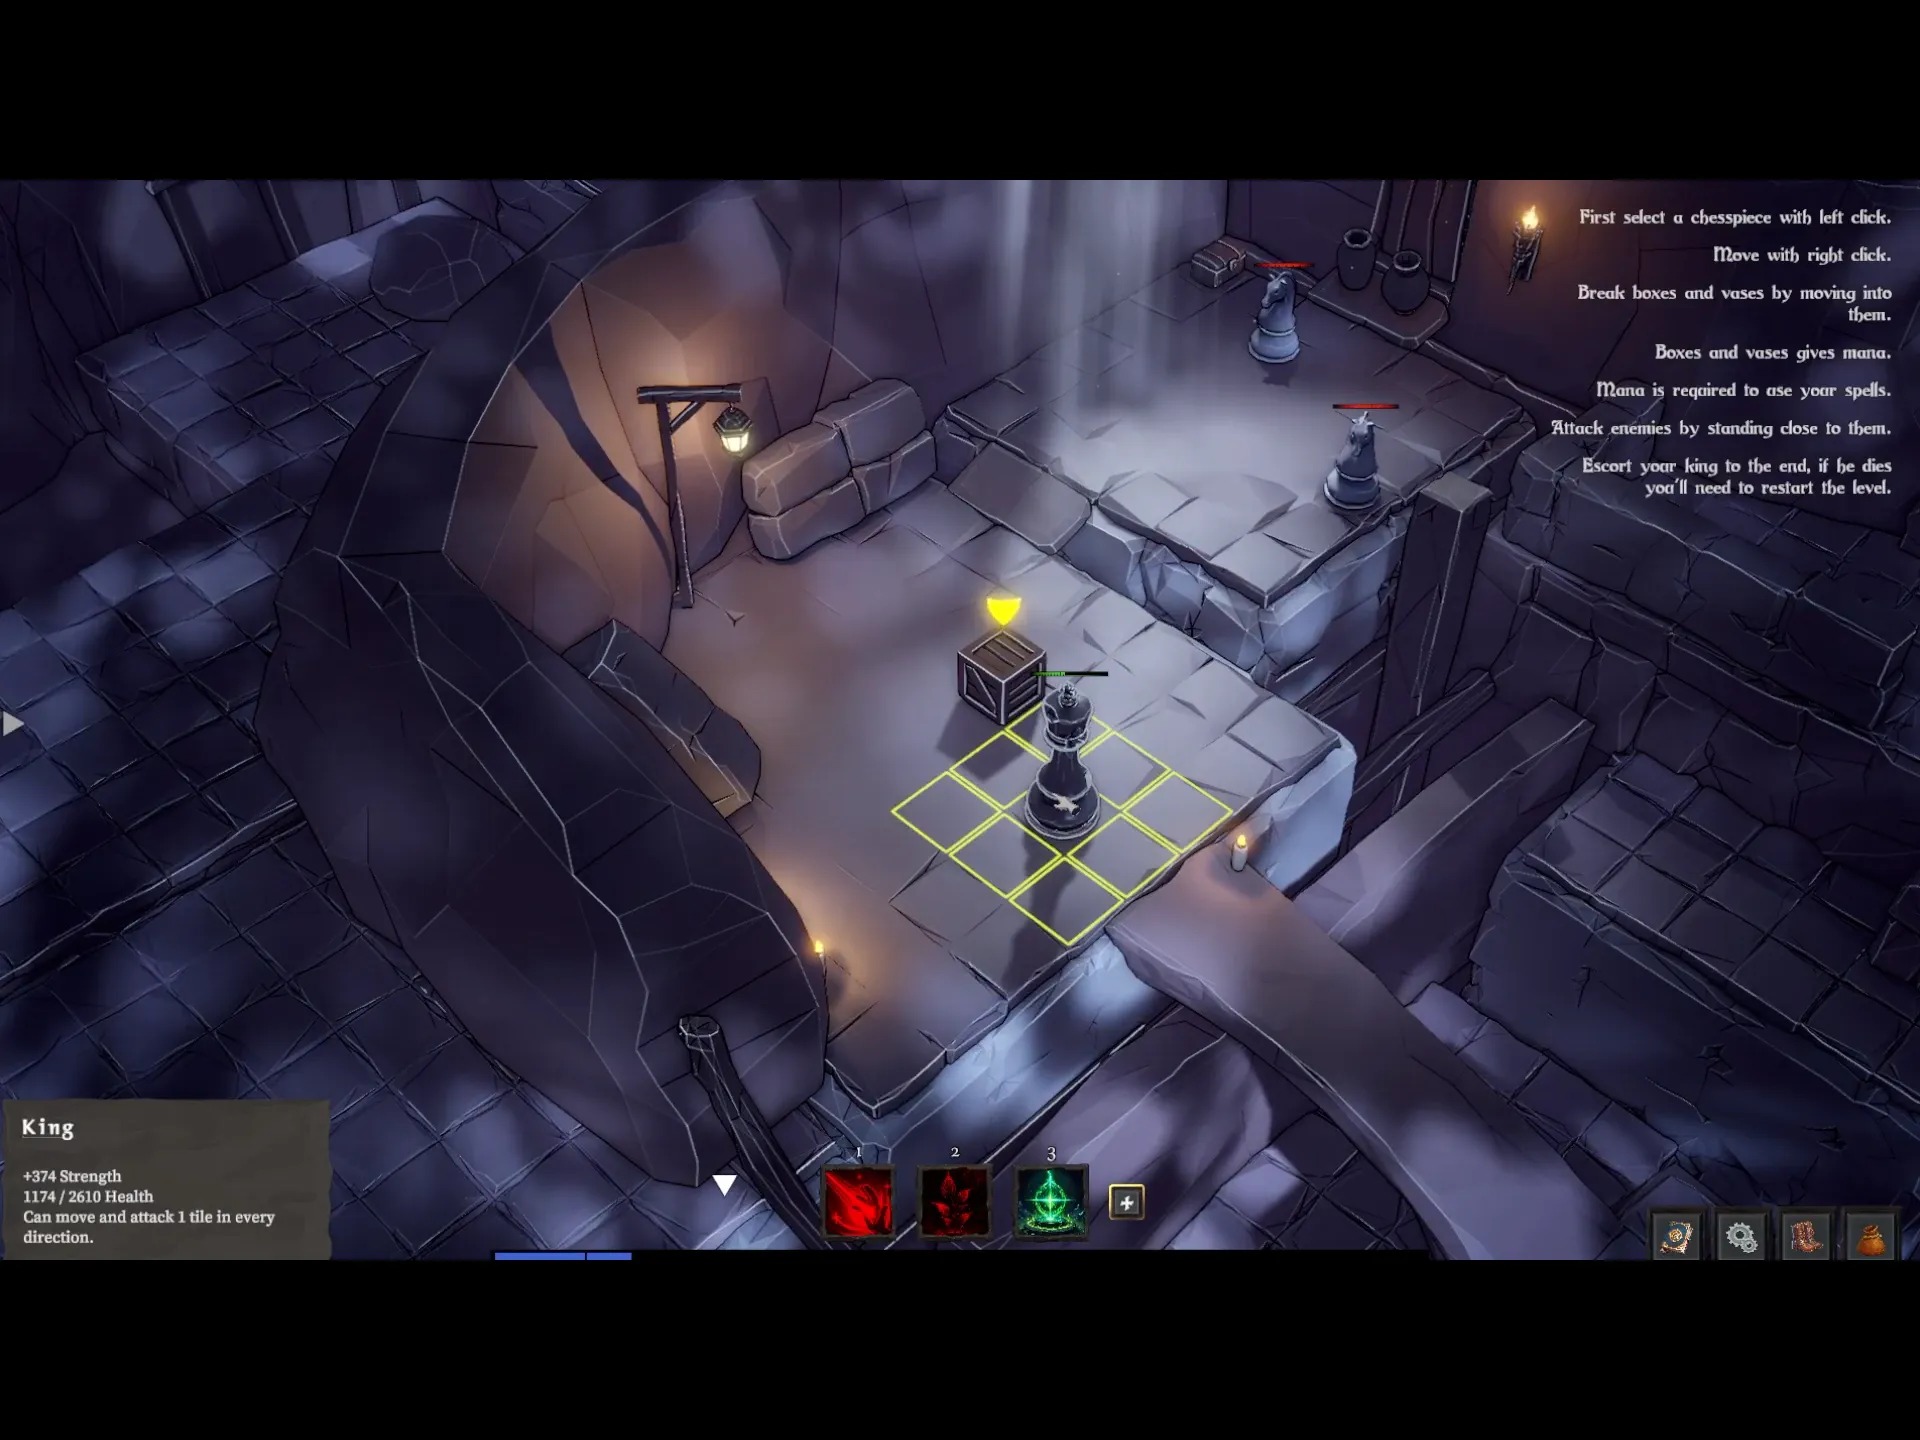 First select a chesspiece with left click.
Move with right click.
Break boxes and vases by moving into
them.
Boxes and vases gives mana.
Mana is required to use your spells.
Attack enemies by standing close to them.
Escort your king to the end, if he dies
you'll need to restart the level.
King
+374 Strength
1174 / 2610 Health
Can move and attack 1 tile in every
direction.
1 2 3